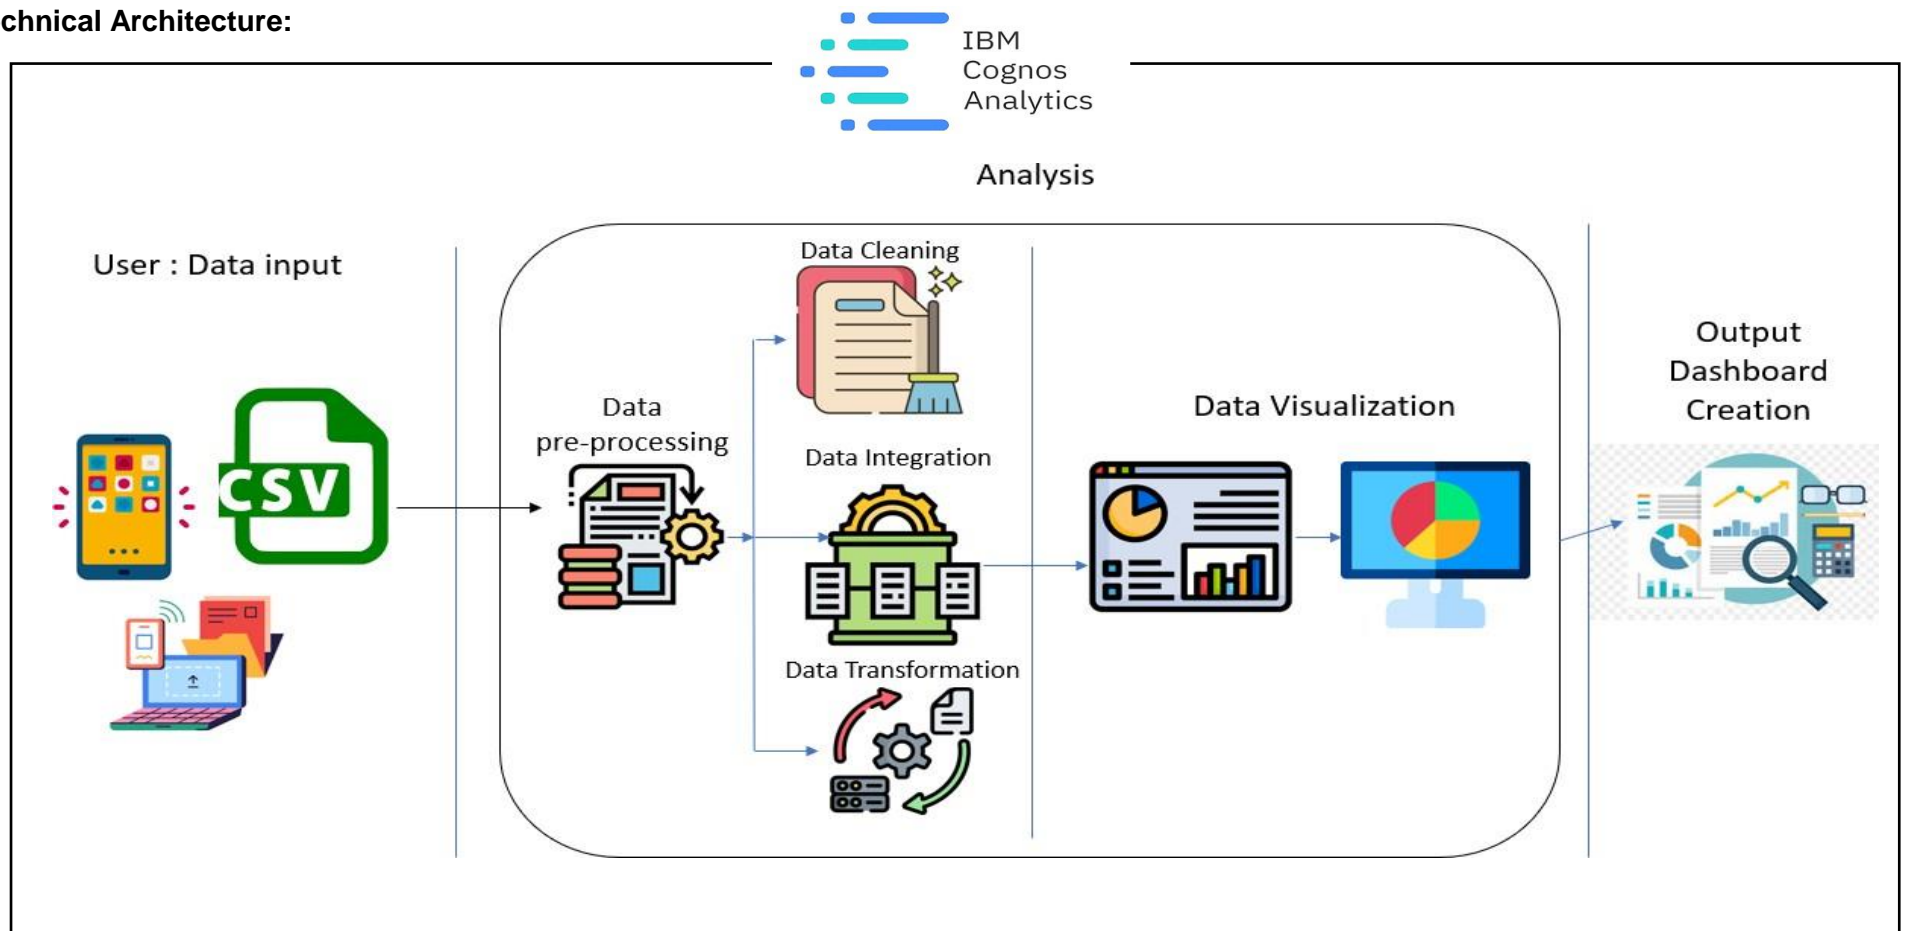 chnical Architecture:
IBM
Cognos
Analytics
Analysis
User : Data input
CSV
Data
pre-processing
Data Cleaning
Data Integration
Data Transformation
Data Visualization
Output
Dashboard
Creation